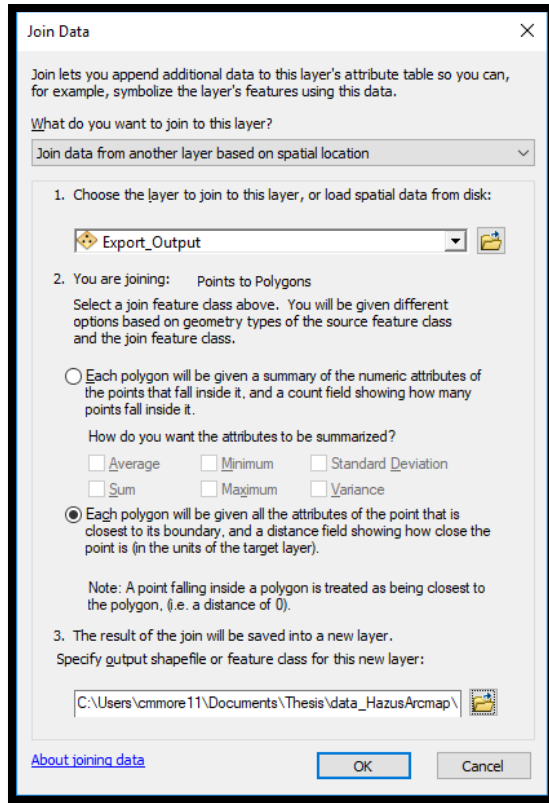 Join Data
Join lets you append additional data to this layer's attribute table so you can,
for example, symbolize the layer's features using this data.
What do you want to join to this layer?
Join data from another layer based on spatial location
1. Choose the layer to join to this layer, or load spatial data from disk:
Export_Output
2. You are joining: Points to Polygons
Select a join feature class above. You will be given different
options based on geometry types of the source feature class
and the join feature class.
Each polygon will be given a summary of the numeric attributes of
the points that fall inside it, and a count field showing how many
points fall inside it.
How do you want the attributes to be summarized?
Average Minimum Standard Deviation
Sum Maximum Variance
Each polygon will be given all the attributes of the point that is
closest to its boundary, and a distance field showing how close the
point is (in the units of the target layer).
Note: A point falling inside a polygon is treated as being closest to
the polygon, (i.e. a distance of 0).
3. The result of the join will be saved into a new layer.
Specify output shapefile or feature class for this new layer:
C:\Users\cmmore11\Documents\Thesis\data_HazusArcmap\
About joining data
OK Cancel